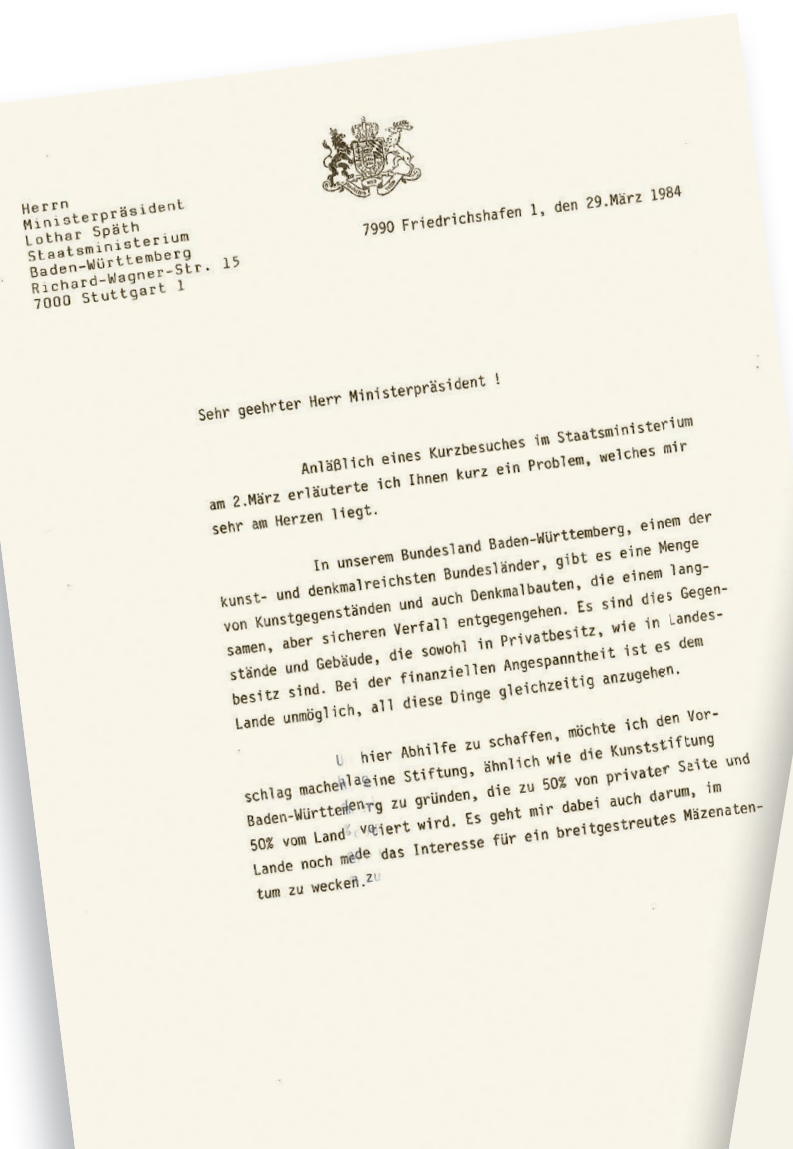 Herrn
Ministerpräsident
Lothar Späth
Staatsministerium
Baden-Württemberg
Richard-Wagner-Str. 15
7000 Stuttgart 1
7990 Friedrichshafen 1, den 29.März 1984
Sehr geehrter Herr Ministerpräsident !
Anläßlich eines Kurzbesuches im Staatsministerium
am 2.März erläuterte ich Ihnen kurz ein Problem, welches mir
sehr am Herzen liegt.
In unserem Bundesland Baden-Württemberg, einem der
kunst- und denkmalreichsten Bundesländer, gibt es eine Menge
von Kunstgegenständen und auch Denkmalbauten, die einem lang-
samen, aber sicheren Verfall entgegengehen. Es sind dies Gegen-
stände und Gebäude, die sowohl in Privatbesitz, wie in Landes-
besitz sind. Bei der finanziellen Angespanntheit ist es dem
Lande unmöglich, all diese Dinge gleichzeitig anzugehen.
hier Abhilfe zu schaffen, möchte ich den Vor-
schlag eine Stiftung, ähnlich wie die Kunststiftung
zu gründen, die zu 50% von privater Seite und
50% vom Land wird. Es geht mir dabei auch darum, im
Lande noch das Interesse für ein breitgestreutes Mäzenaten-
tum zu wecken.